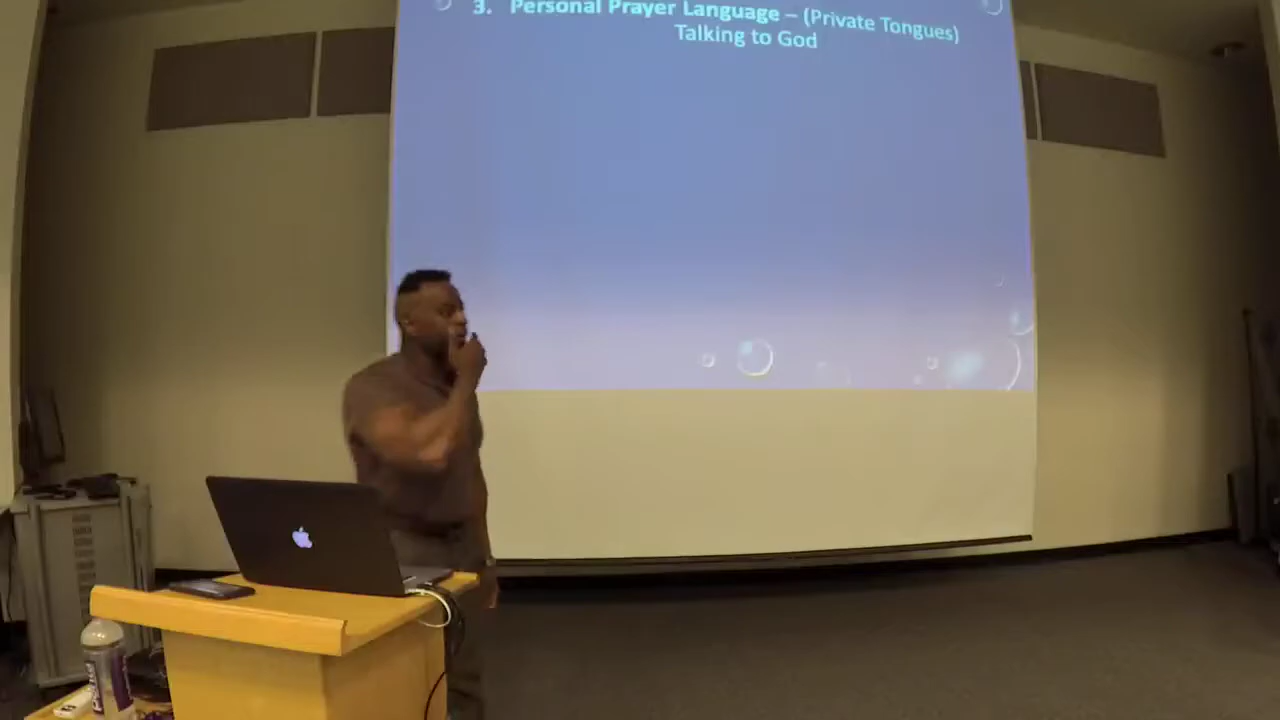 3. Personal Prayer Language – (Private Tongues)
Talking to God